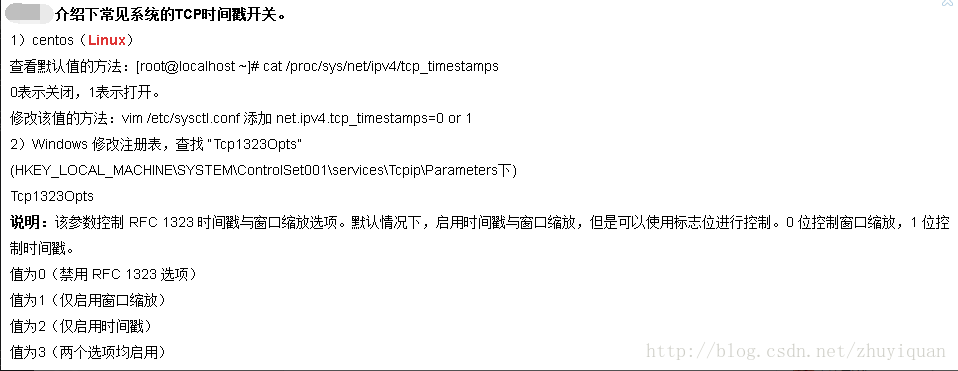 介绍下常见系统的TCP时间戳开关。
1）centos（Linux）
查看默认值的方法：[root@localhost ~]# cat /proc/sys/net/ipv4/tcp_timestamps
0表示关闭，1表示打开。
修改该值的方法：vim /etc/sysctl.conf 添加 net.ipv4.tcp_timestamps=0 or 1
2）Windows 修改注册表，查找 "Tcp1323Opts"
(HKEY_LOCAL_MACHINE\SYSTEM\ControlSet001\services\Tcpip\Parameters下)
Tcp1323Opts
说明：该参数控制 RFC 1323 时间戳与窗口缩放选项。默认情况下，启用时间戳与窗口缩放，但是可以使用标志位进行控制。0 位控制窗口缩放，1 位控
制时间戳。
值为0（禁用 RFC 1323 选项）
值为1（仅启用窗口缩放）
值为2（仅启用时间戳）
值为3（两个选项均启用）
http://blog.csdn.net/zhuyiquan